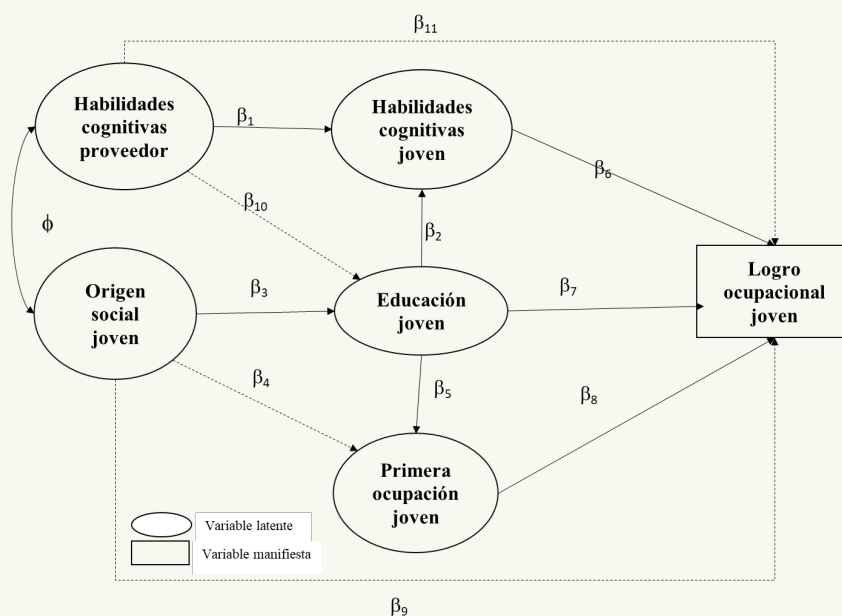 β11
Habilidades
cognitivas
proveedor
β1
Habilidades
cognitivas
joven
β6
β10
ϕ
β2
Origen
social
joven
β3
Educación
joven
β7
Logro
ocupacional
joven
β4
β5
β8
Primera
ocupación
joven
Variable latente
Variable manifiesta
β9